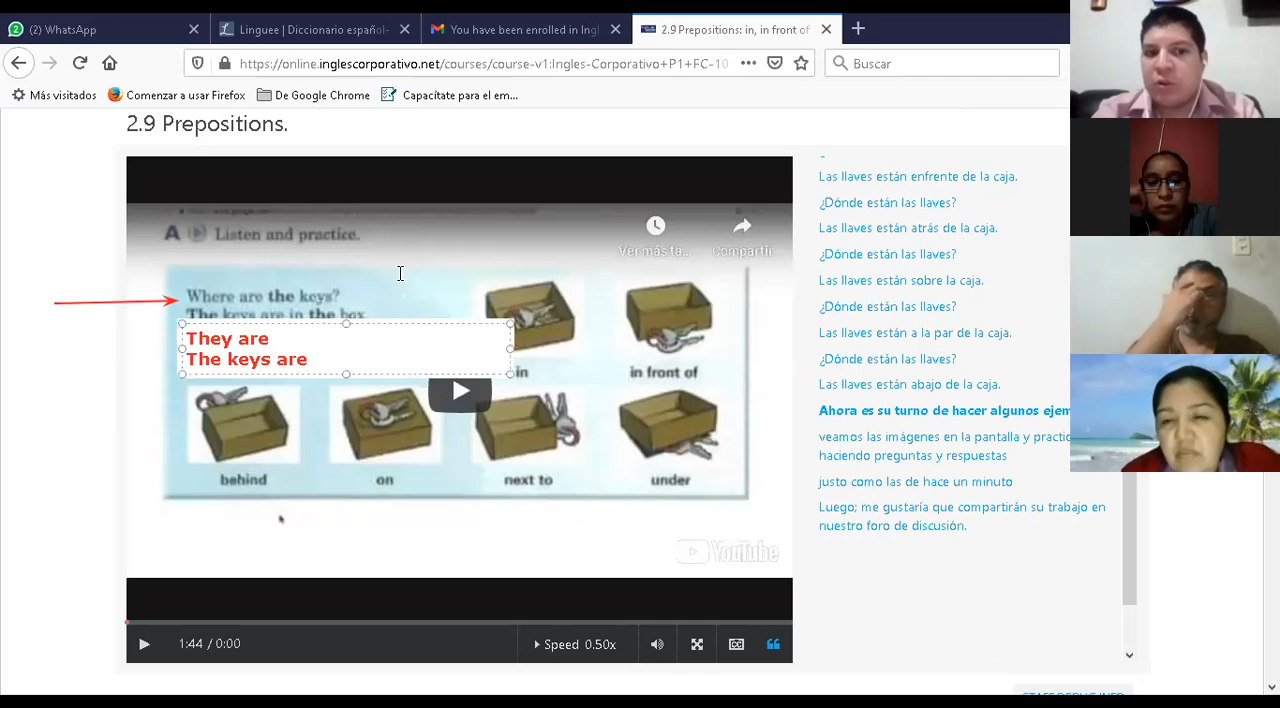 (2) WhatsApp
Linguee | Diccionario español-
You have been enrolled in Ingl
2.9 Prepositions: in, in front of
https://online.inglescorporativo.net/courses/course-v1:Ingles-Corporativo+P1+FC-10
Buscar
Más visitados
Comenzar a usar Firefox
De Google Chrome
Capacítate para el em...
2.9 Prepositions.
A Listen and practice.
Ver más ta...
Compartir
Where are the keys?
The keys are in the box.
They are
The keys are
in
in front of
behind
on
next to
under
YouTube
1:44 / 0:00
Speed 0.50x
Las llaves están enfrente de la caja.
¿Dónde están las llaves?
Las llaves están atrás de la caja.
¿Dónde están las llaves?
Las llaves están sobre la caja.
¿Dónde están las llaves?
Las llaves están a la par de la caja.
¿Dónde están las llaves?
Las llaves están abajo de la caja.
Ahora es su turno de hacer algunos ejem
veamos las imágenes en la pantalla y practic
haciendo preguntas y respuestas
justo como las de hace un minuto
Luego; me gustaría que compartirán su trabajo en
nuestro foro de discusión.
STAFF DEBUG INFO